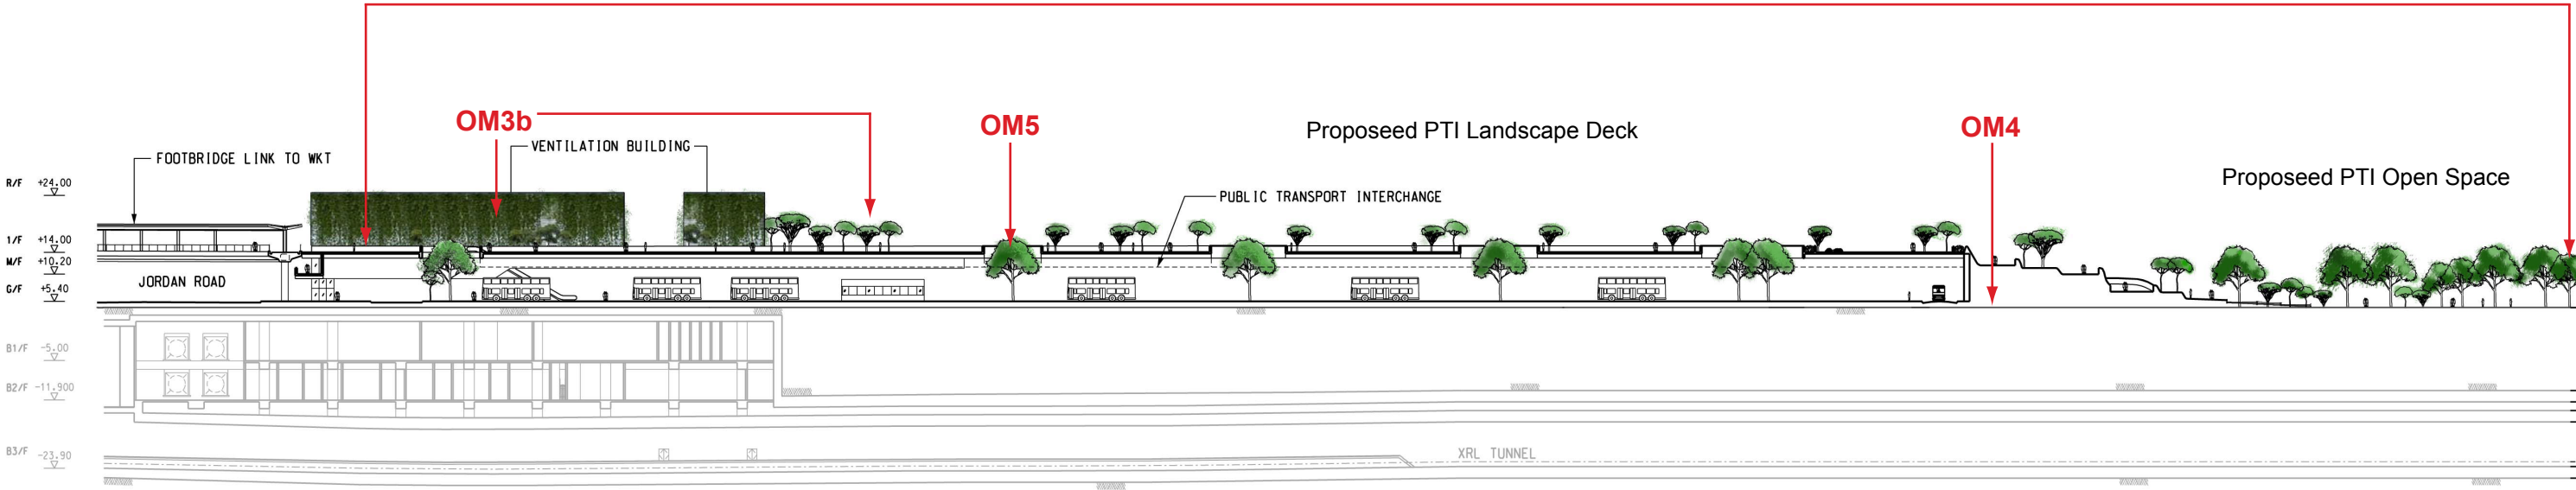 OM3b
OM5
Proposeed PTI Landscape Deck
OM4
FOOTBRIDGE LINK TO WKT
VENTILATION BUILDING
Proposeed PTI Open Space
R/F +24.00
PUBLIC TRANSPORT INTERCHANGE
1/F +14.00
M/F +10.20
JORDAN ROAD
G/F +5.40
B1/F -5.00
B2/F -11.900
B3/F -23.90
XRL TUNNEL